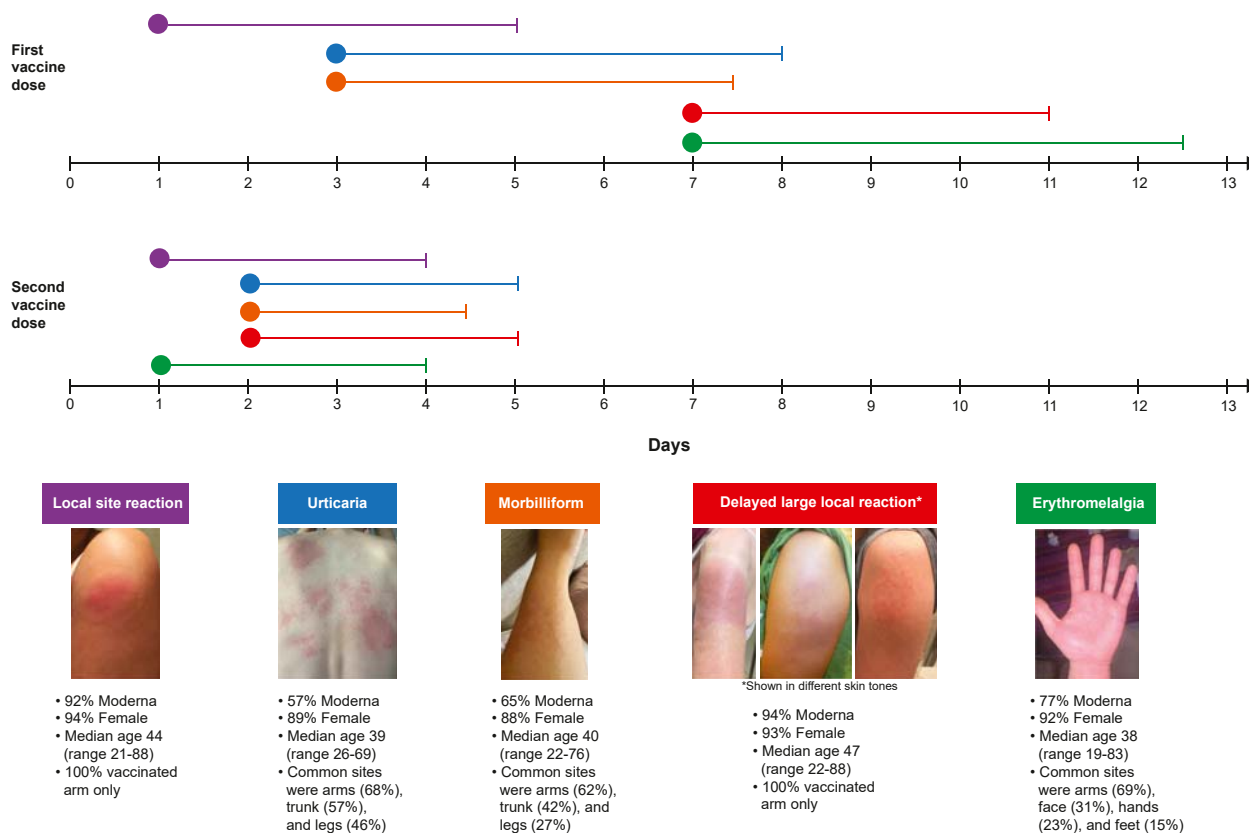 First
vaccine
dose
0 1 2 3 4 5 6 7 8 9 10 11 12 13
Second
vaccine
dose
0 1 2 3 4 5 6 7 8 9 10 11 12 13
Days
Local site reaction
• 92% Moderna
• 94% Female
• Median age 44
(range 21-88)
• 100% vaccinated
arm only
Urticaria
• 57% Moderna
• 89% Female
• Median age 39
(range 26-69)
• Common sites
were arms (68%),
trunk (57%),
and legs (46%)
Morbilliform
• 65% Moderna
• 88% Female
• Median age 40
(range 22-76)
• Common sites
were arms (62%),
trunk (42%), and
legs (27%)
Delayed large local reaction*
*Shown in different skin tones
• 94% Moderna
• 93% Female
• Median age 47
(range 22-88)
• 100% vaccinated
arm only
Erythromelalgia
• 77% Moderna
• 92% Female
• Median age 38
(range 19-83)
• Common sites
were arms (69%),
face (31%), hands
(23%), and feet (15%)